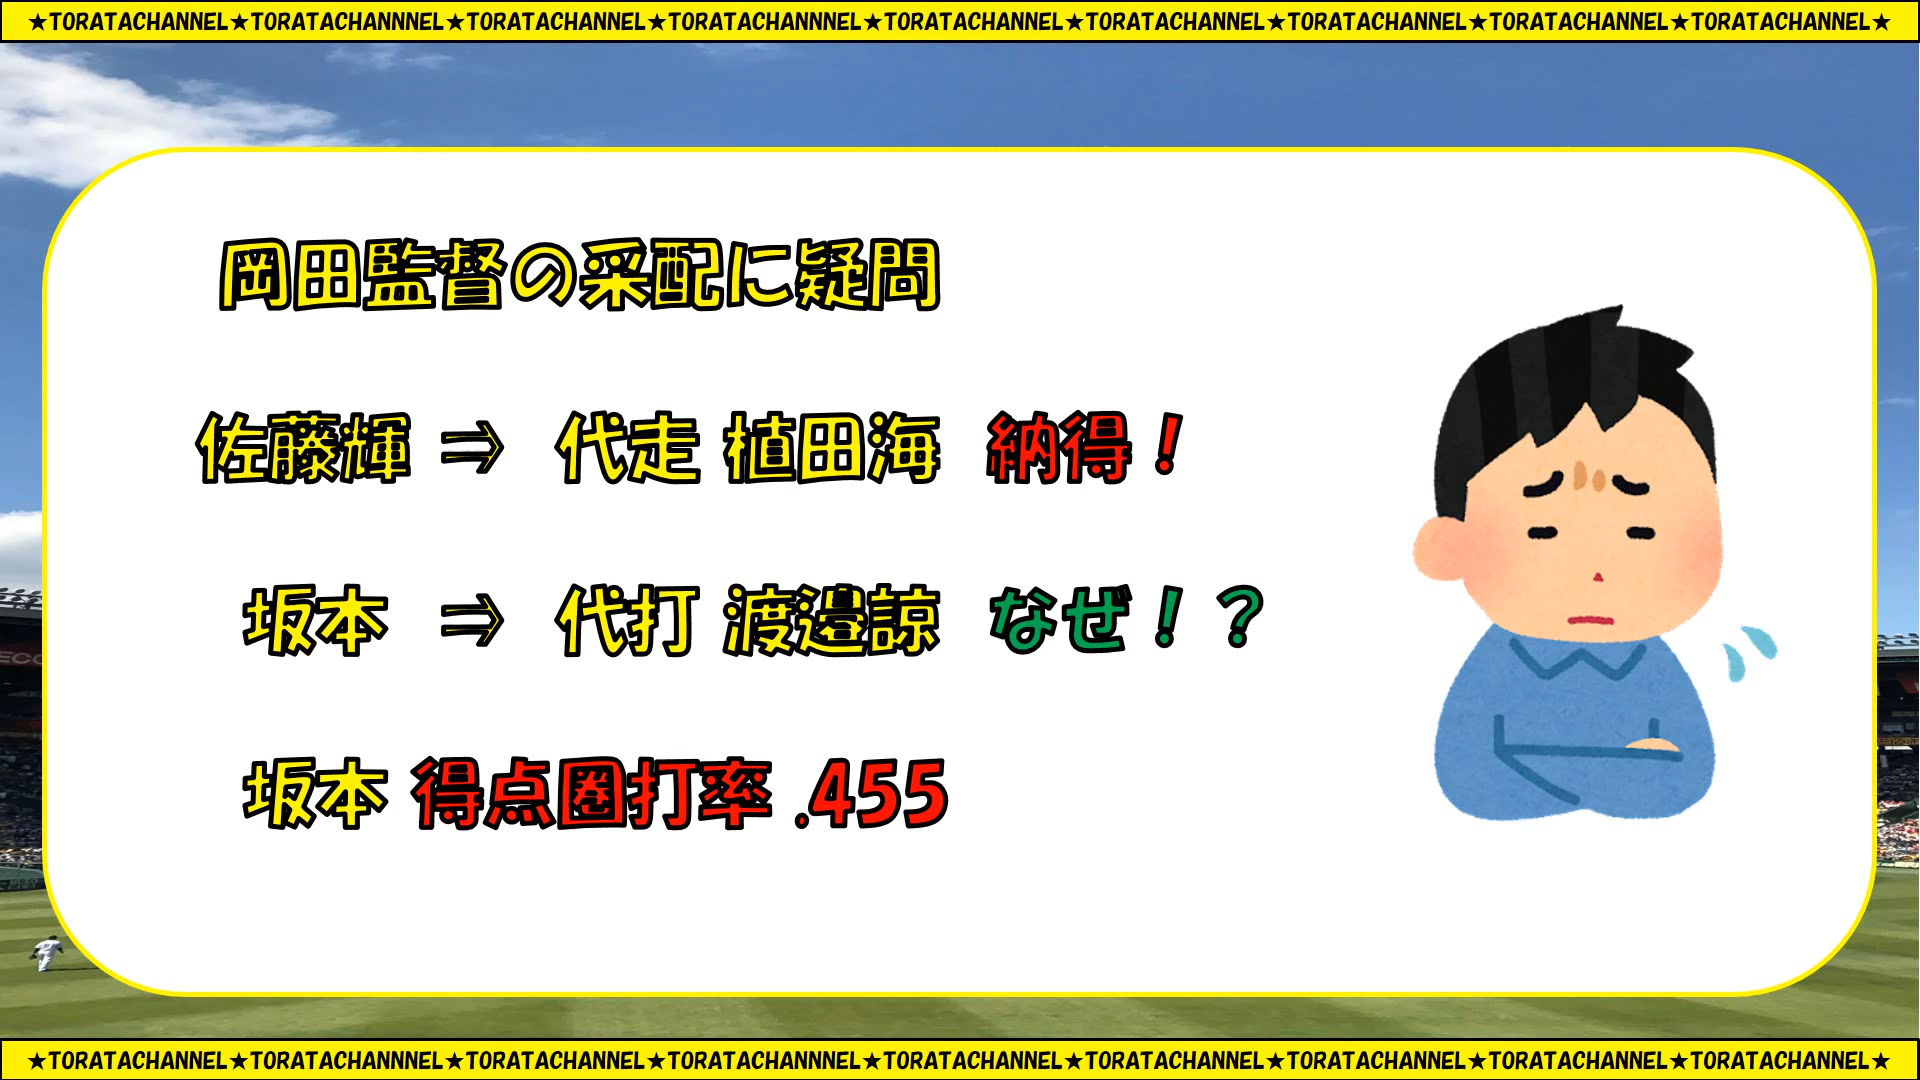 ★TORATACHANNEL★TORATACHANNNEL★TORATACHANNEL★TORATACHANNNEL★TORATACHANNEL★TORATACHANNEL★TORATACHANNEL★TORATACHANNEL★TORATACHANNEL★
岡田監督の采配に疑問
佐藤輝 ⇒ 代走 植田海 納得！
坂本 ⇒ 代打 渡邉諒 なぜ！？
坂本 得点圏打率 .455
★TORATACHANNEL★TORATACHANNNEL★TORATACHANNEL★TORATACHANNNEL★TORATACHANNEL★TORATACHANNEL★TORATACHANNEL★TORATACHANNEL★TORATACHANNEL★